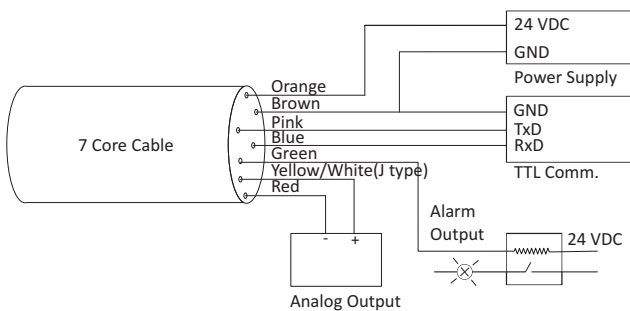 24 VDC
GND
Power Supply
Orange
Brown
Pink
Blue
Green
Yellow/White(J type)
Red
7 Core Cable
GND
TxD
RxD
TTL Comm.
Alarm
Output
24 VDC
- +
Analog Output